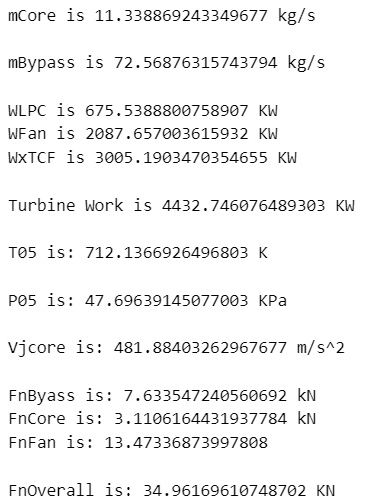 mCore is 11.338869243349677 kg/s
mBypass is 72.56876315743794 kg/s
WLPC is 675.5388800758907 KW
WFan is 2087.657003615932 KW
WxTCF is 3005.1903470354655 KW
Turbine Work is 4432.746076489303 KW
T05 is: 712.1366926496803 K
P05 is: 47.69639145077003 KPa
Vjcore is: 481.88403262967677 m/s^2
FnByass is: 7.633547240560692 kN
FnCore is: 3.1106164431937784 kN
FnFan is: 13.47336873997808
FnOverall is: 34.96169610748702 KN